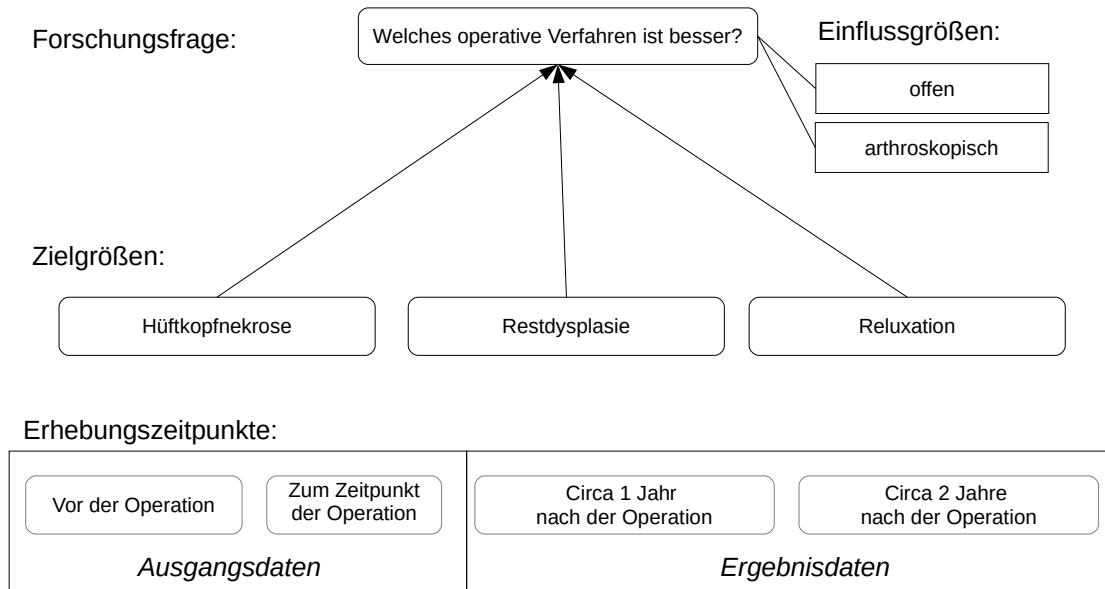 Forschungsfrage:
Welches operative Verfahren ist besser?
Einflussgrößen:
offen
arthroskopisch
Zielgrößen:
Hüftkopfnekrose
Restdysplasie
Reluxation
Erhebungszeitpunkte:
Vor der Operation
Zum Zeitpunkt
der Operation
Circa 1 Jahr
nach der Operation
Circa 2 Jahre
nach der Operation
Ausgangsdaten
Ergebnisdaten